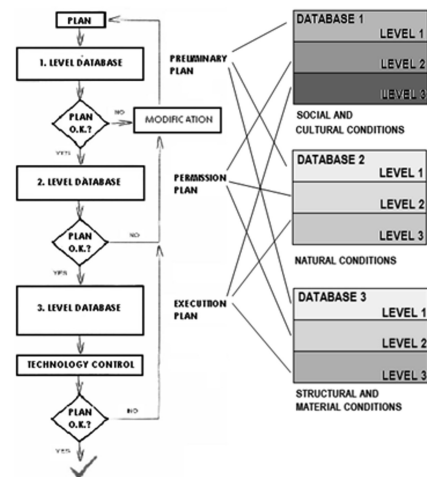 PLAN
1. LEVEL DATABASE
PLAN
O.K.?
NO
MODIFICATION
YES
2. LEVEL DATABASE
PLAN
O.K.?
NO
YES
3. LEVEL DATABASE
TECHNOLOGY CONTROL
PLAN
O.K.?
NO
YES
PRELIMINARY
PLAN
PERMISSION
PLAN
EXECUTION
PLAN
DATABASE 1
LEVEL 1
LEVEL 2
LEVEL 3
SOCIAL AND
CULTURAL CONDITIONS
DATABASE 2
LEVEL 1
LEVEL 2
LEVEL 3
NATURAL CONDITIONS
DATABASE 3
LEVEL 1
LEVEL 2
LEVEL 3
STRUCTURAL AND
MATERIAL CONDITIONS